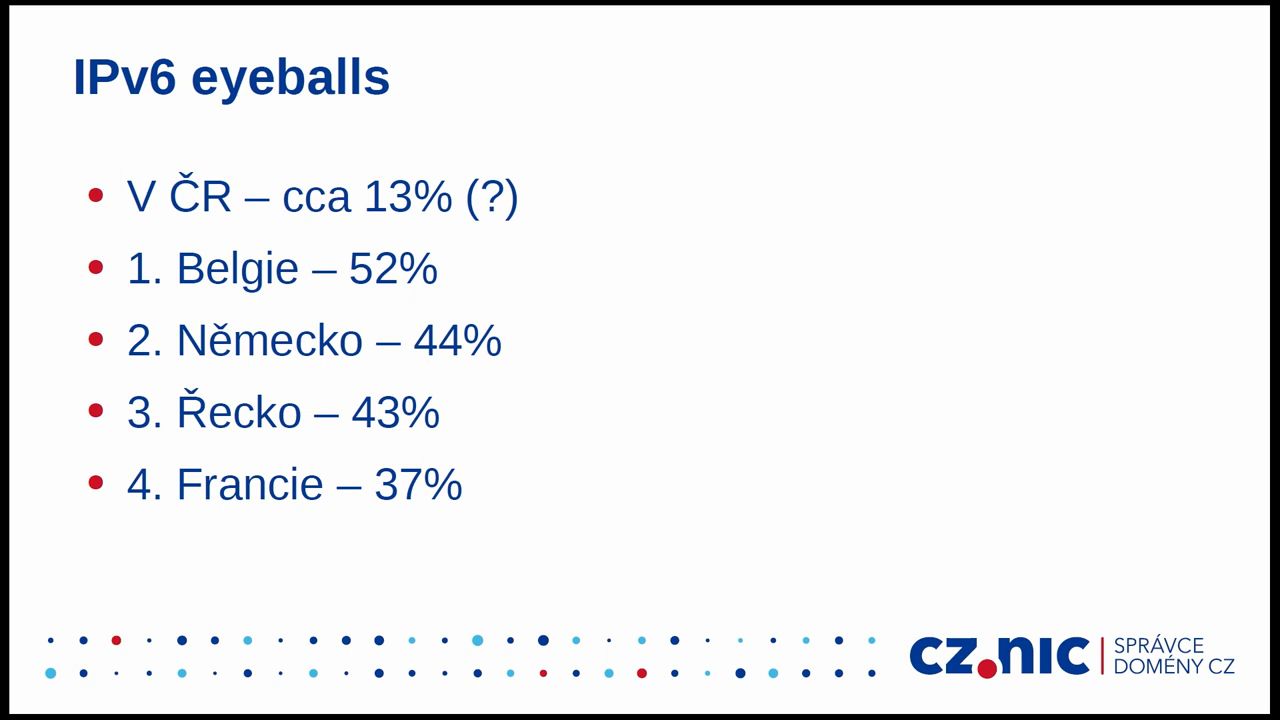 IPv6 eyeballs
V ČR – cca 13% (?)
1. Belgie – 52%
2. Německo – 44%
3. Řecko – 43%
4. Francie – 37%
CZ.NIC
SPRÁVCE
DOMÉNY CZ